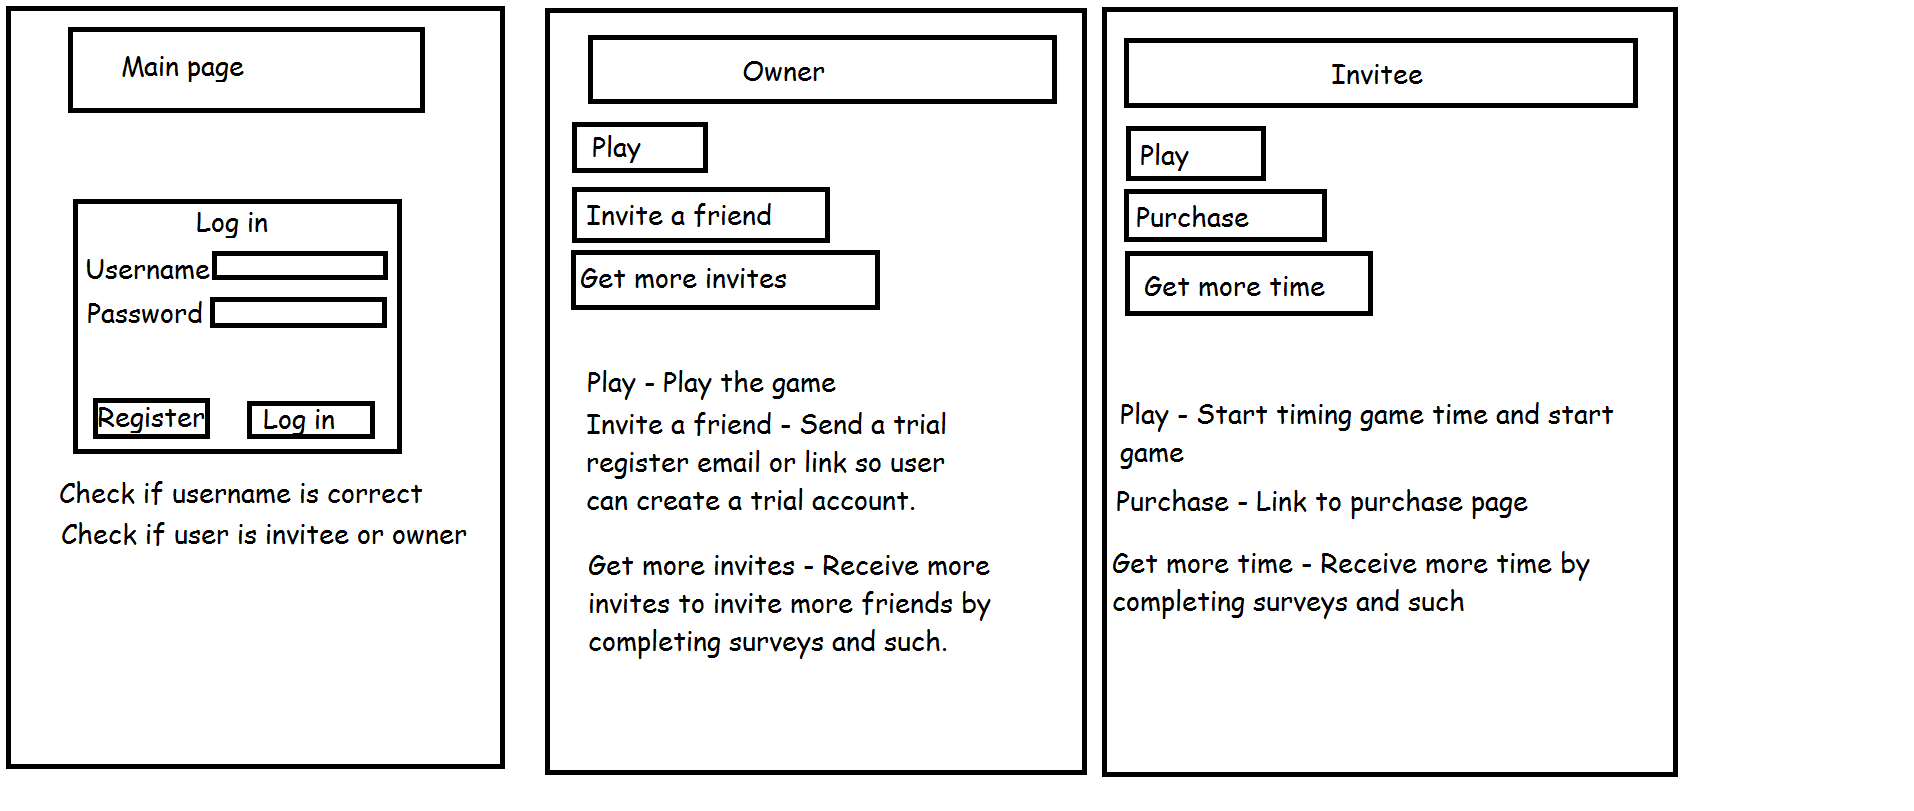 Main page
Log in
Username
Password
Register
Log in
Check if username is correct
Check if user is invitee or owner
Owner
Play
Invite a friend
Get more invites
Play - Play the game
Invite a friend - Send a trial
register email or link so user
can create a trial account.
Get more invites - Receive more
invites to invite more friends by
completing surveys and such.
Invitee
Play
Purchase
Get more time
Play - Start timing game time and start
game
Purchase - Link to purchase page
Get more time - Receive more time by
completing surveys and such